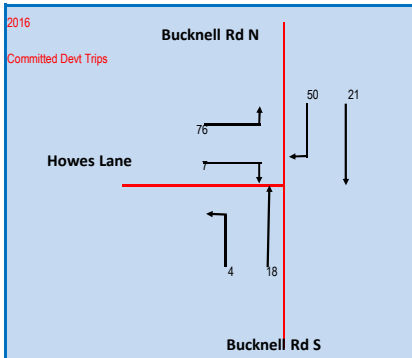 2016
Bucknell Rd N
Committed Devt Trips
50 21
76
Howes Lane
7
4 18
Bucknell Rd S